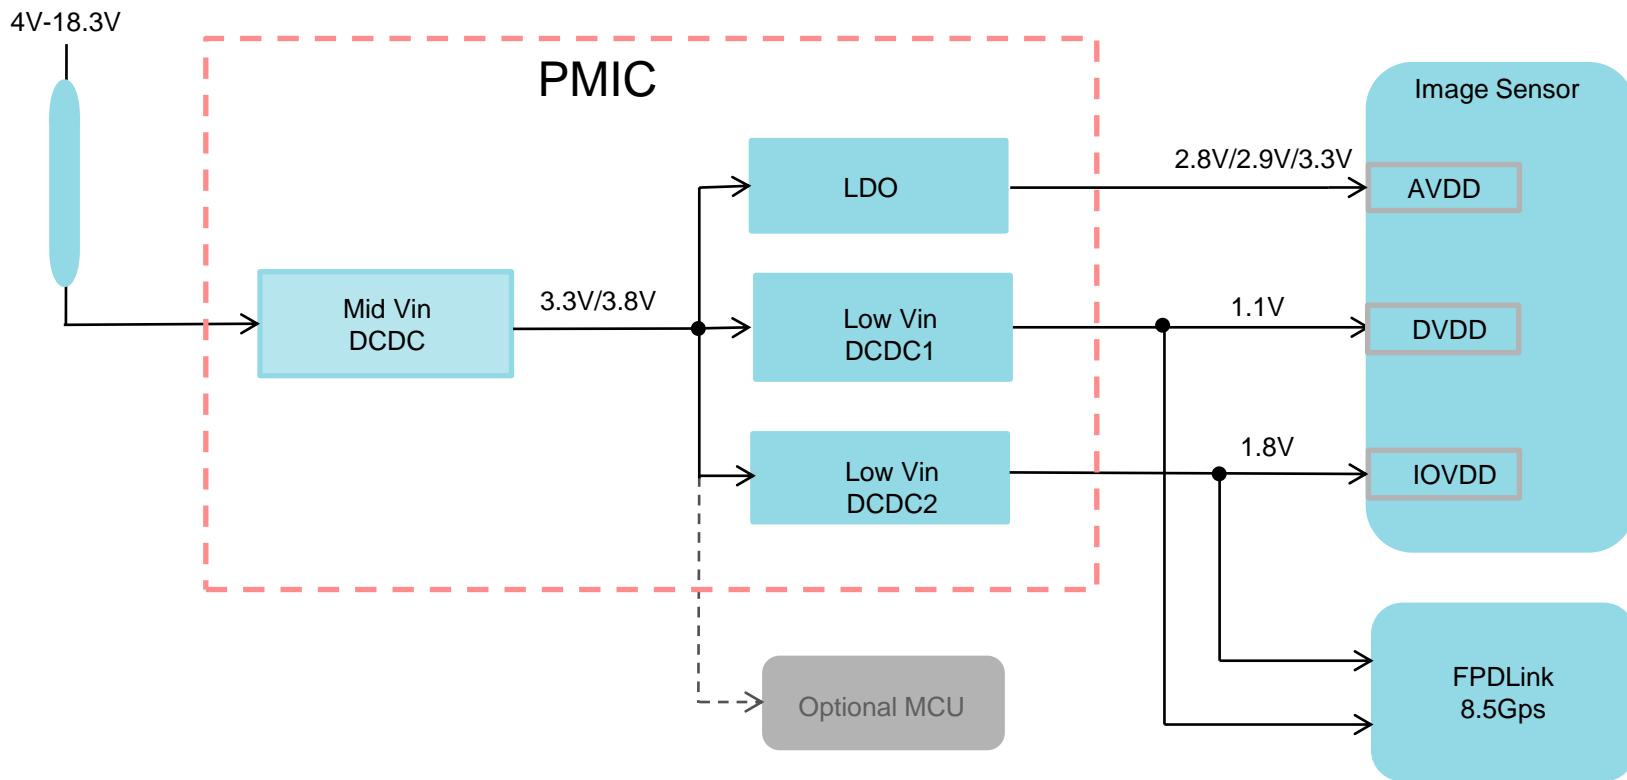 4V-18.3V
PMIC
Image Sensor
LDO
2.8V/2.9V/3.3V
AVDD
Mid Vin
DCDC
3.3V/3.8V
Low Vin
DCDC1
1.1V
DVDD
Low Vin
DCDC2
1.8V
IOVDD
Optional MCU
FPDLink
8.5Gps